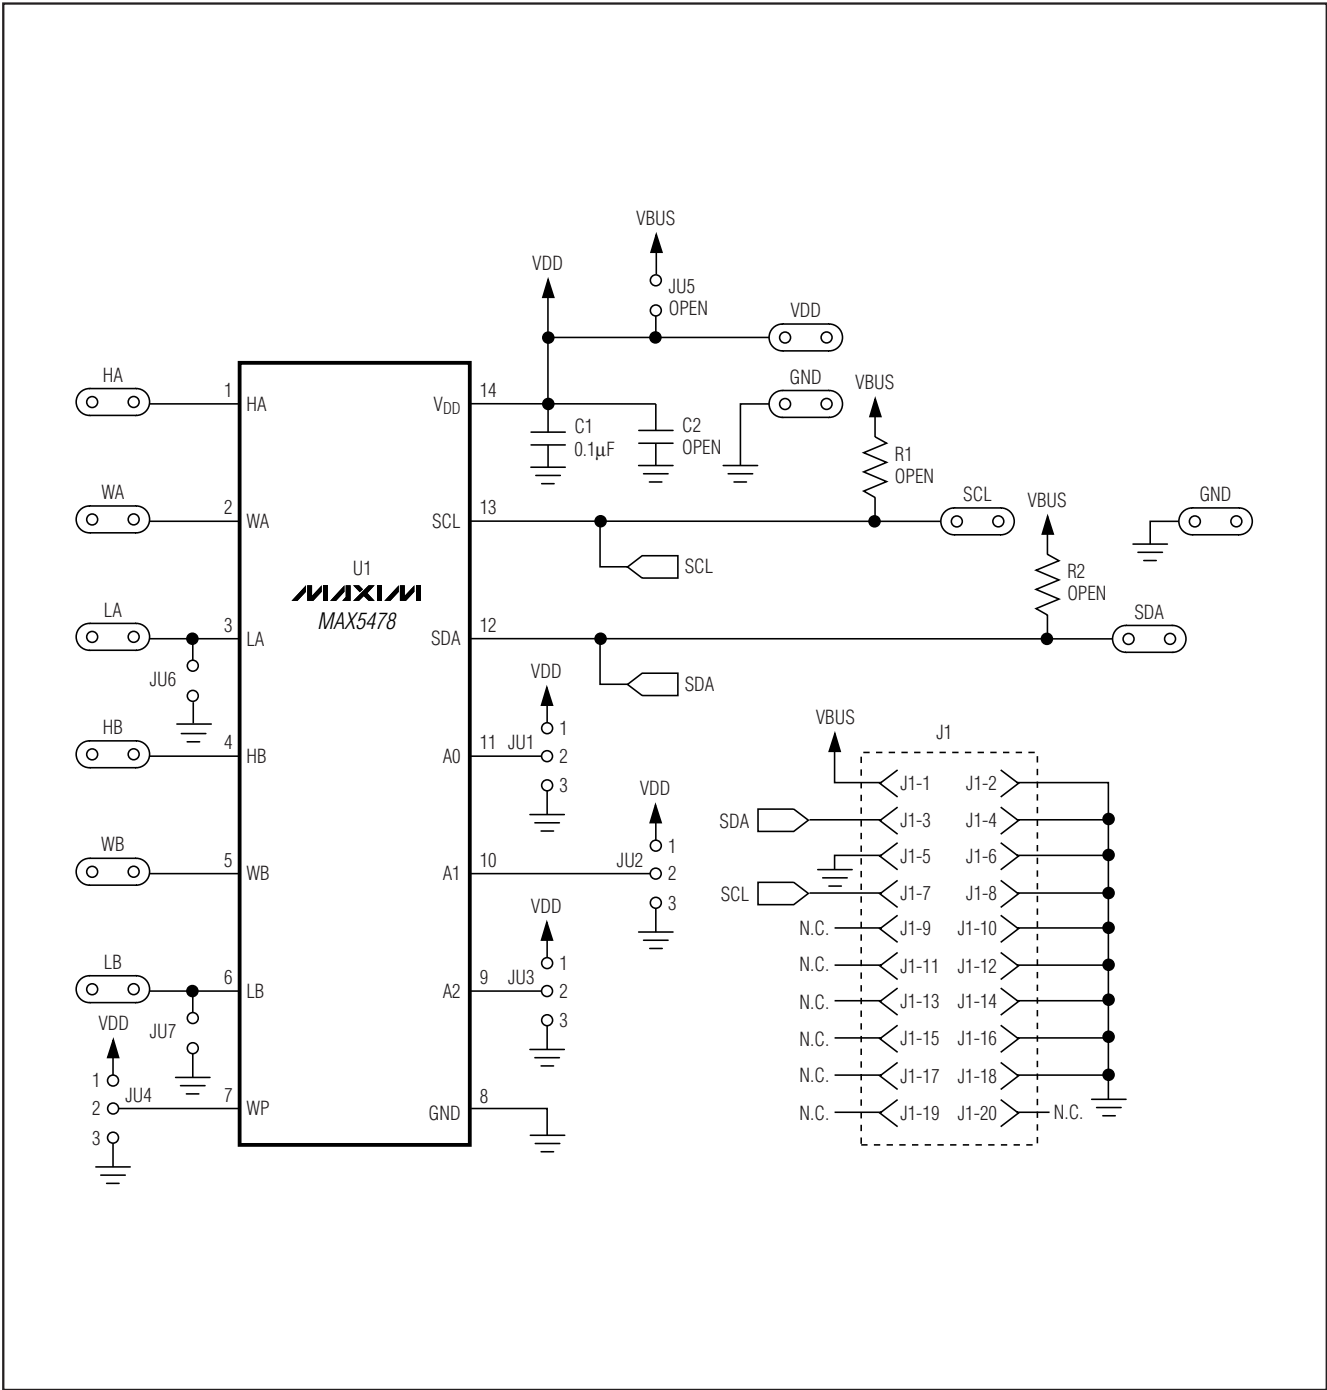 VBUS
VDD
JU5
OPEN
VDD
HA
1
HA
VDD
14
C1
0.1µF
C2
OPEN
GND
VBUS
R1
OPEN
WA
2
WA
SCL
13
SCL
SCL
VBUS
GND
U1
MAXIM
MAX5478
R2
OPEN
LA
3
LA
JU6
SDA
12
SDA
SDA
HB
4
HB
A0
11
JU1
VDD
1
2
3
WB
5
WB
A1
10
JU2
VDD
1
2
3
LB
6
LB
JU7
A2
9
JU3
VDD
1
2
3
VDD
1
2
3
JU4
7
WP
GND
8
VBUS
J1
J1-1 J1-2
SDA J1-3 J1-4
J1-5 J1-6
SCL J1-7 J1-8
N.C. J1-9 J1-10
N.C. J1-11 J1-12
N.C. J1-13 J1-14
N.C. J1-15 J1-16
N.C. J1-17 J1-18
N.C. J1-19 J1-20 N.C.